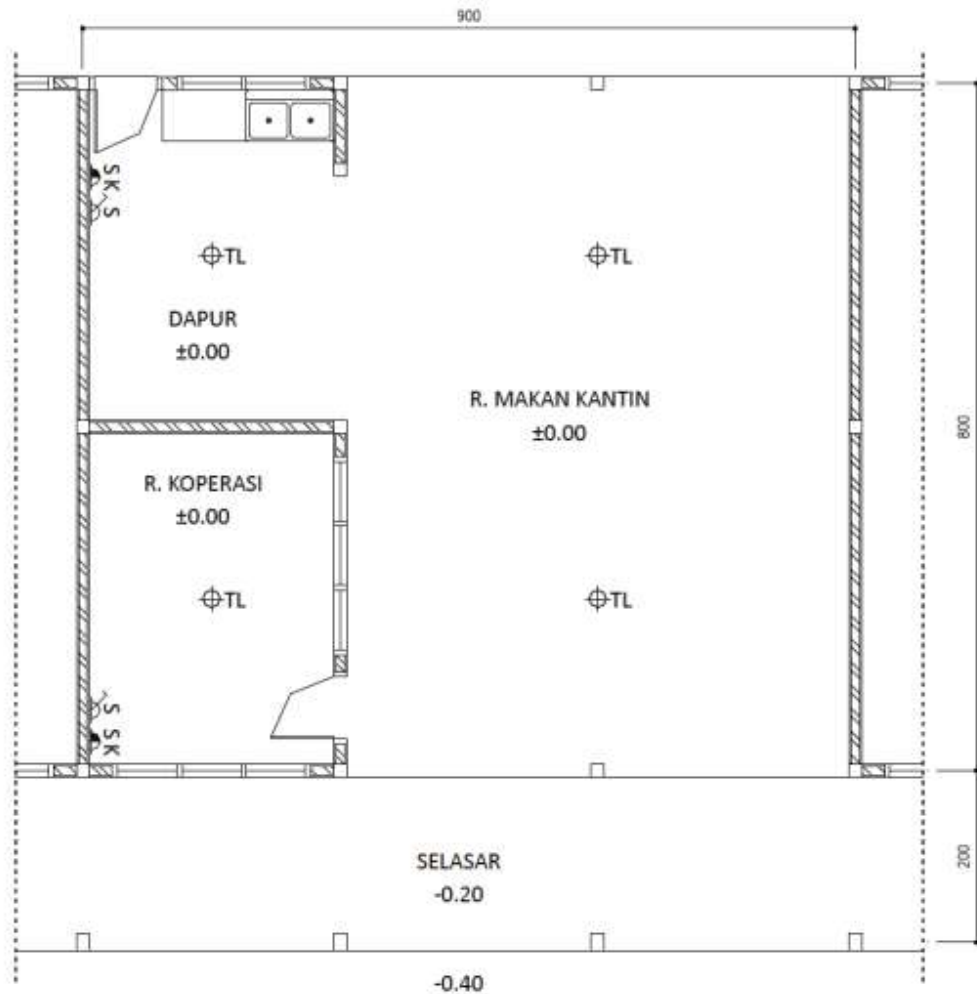 900
SK
S
TL
TL
DAPUR
±0.00
R. MAKAN KANTIN
±0.00
800
R. KOPERASI
±0.00
TL
TL
S
SK
SELASAR
-0.20
200
-0.40